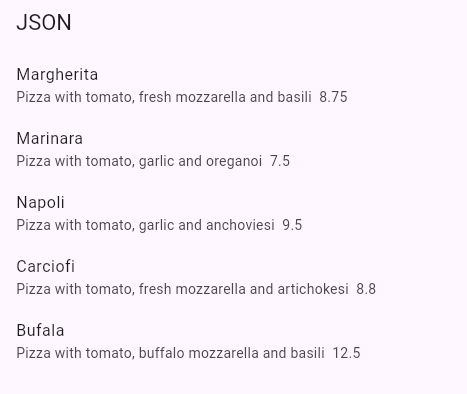 JSON
Margherita
Pizza with tomato, fresh mozzarella and basili 8.75
Marinara
Pizza with tomato, garlic and oreganoi 7.5
Napoli
Pizza with tomato, garlic and anchoviesi 9.5
Carciofi
Pizza with tomato, fresh mozzarella and artichokesi 8.8
Bufala
Pizza with tomato, buffalo mozzarella and basili 12.5